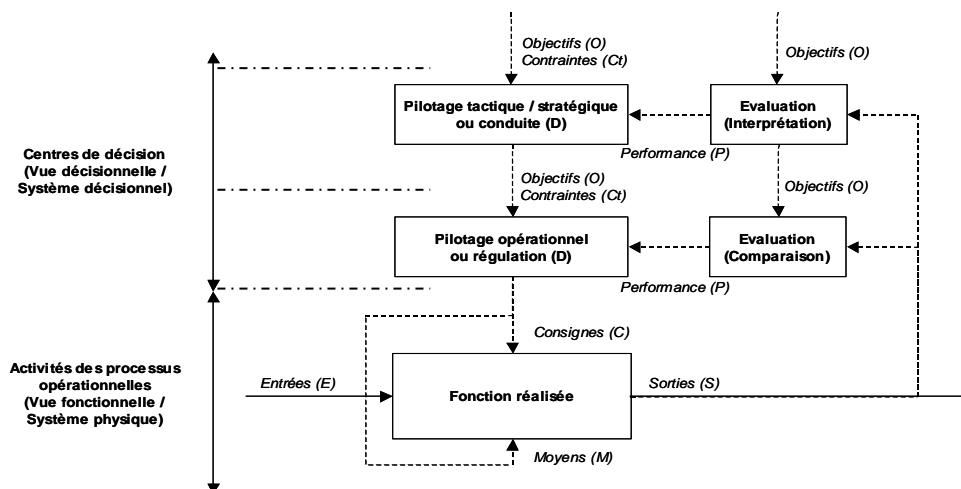 Objectifs (O)
Contraintes (Ct)
Objectifs (O)
Pilotage tactique / stratégique
ou conduite (D)
Evaluation
(Interprétation)
Performance (P)
Centres de décision
(Vue décisionnelle /
Système décisionnel)
Objectifs (O)
Contraintes (Ct)
Objectifs (O)
Pilotage opérationnel
ou régulation (D)
Evaluation
(Comparaison)
Performance (P)
Consignes (C)
Activités des processus
opérationnelles
(Vue fonctionnelle /
Système physique)
Entrées (E)
Fonction réalisée
Sorties (S)
Moyens (M)